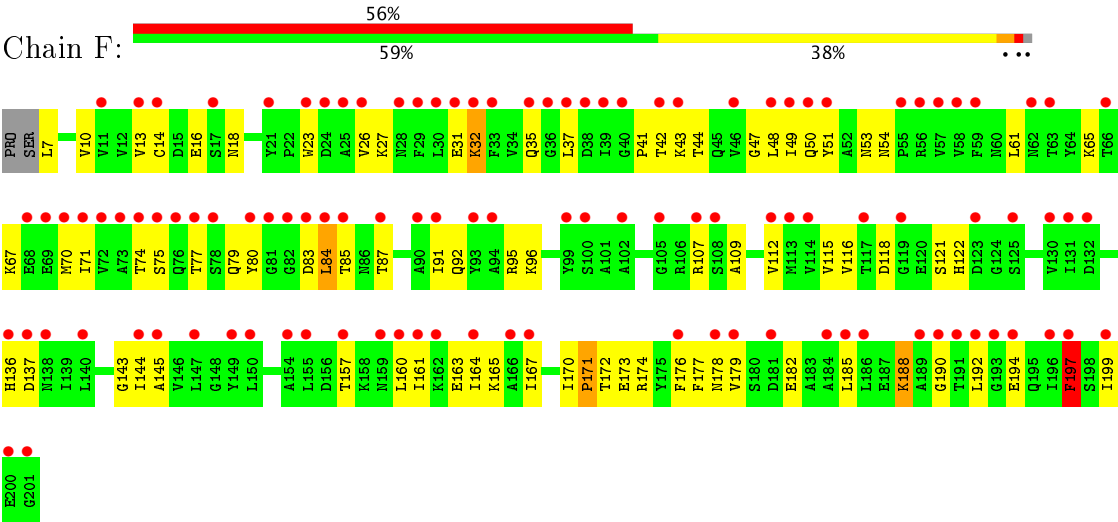 56%
Chain F:
59% 38% • ••
PRO SER L7 V10 V11 V12 V13 C14 D15 E16 S17 N18 Y21 P22 W23 D24 A25 V26 K27 N28 F29 L30 E31 K32 F33 V34 Q35 G36 L37 D38 I39 G40 P41 T42 K43 T44 Q45 V46 G47 L48 I49 Q50 Y51 A52 N53 N54 P55 R56 V57 V58 F59 N60 L61 N62 T63 Y64 K65 T66
K67 E68 E69 M70 I71 V72 A73 T74 S75 Q76 T77 S78 Q79 Y80 G81 G82 D83 L84 T85 N86 T87 A90 I91 Q92 Y93 A94 R95 K96 Y99 S100 A101 A102 G105 R106 R107 S108 A109 V112 M113 V114 V115 V116 T117 D118 G119 E120 S121 H122 D123 G124 S125 V130 I131 D132
H136 D137 N138 I139 L140 G143 I144 A145 V146 L147 G148 Y149 L150 A154 L155 D156 T157 K158 N159 L160 I161 K162 E163 I164 K165 A166 I167 I170 P171 T172 E173 R174 Y175 F176 F177 N178 V179 S180 D181 E182 A183 A184 L185 L186 E187 K188 A189 G190 T191 L192 G193 E194 Q195 I196 F197 S198 I199
E200 G201